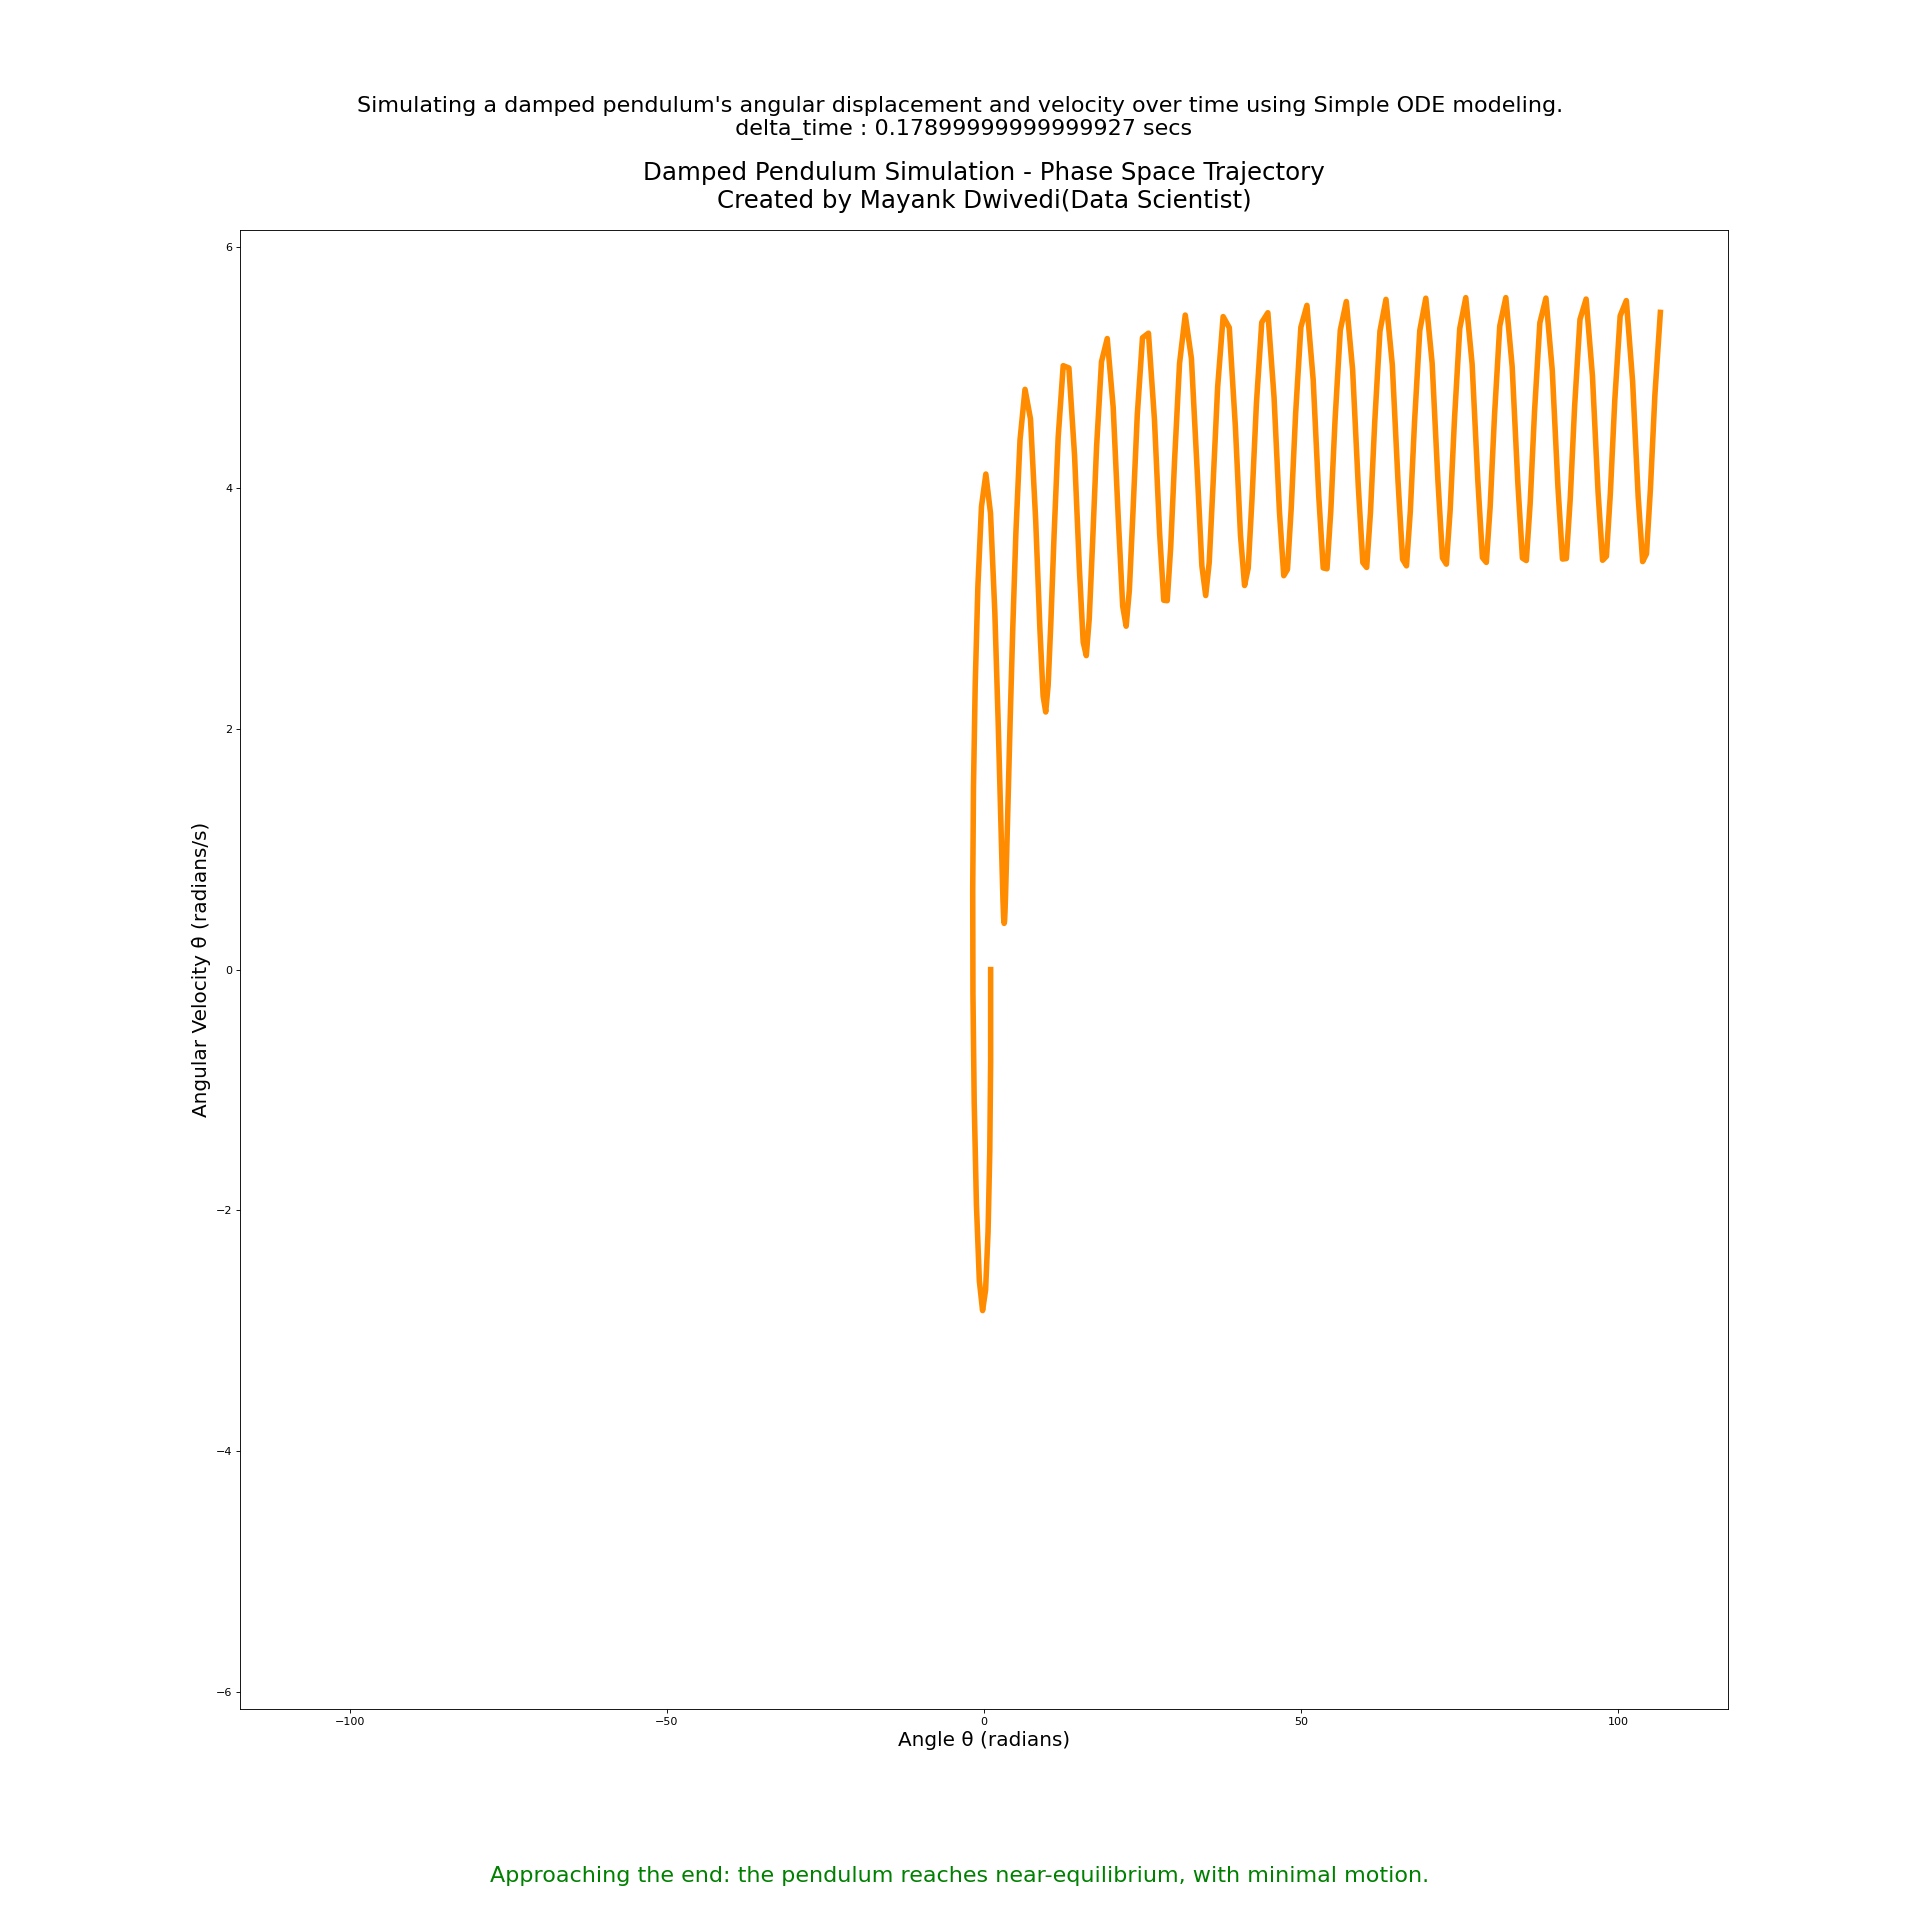 Simulating a damped pendulum's angular displacement and velocity over time using Simple ODE modeling.
delta_time : 0.17899999999999927 secs
Damped Pendulum Simulation - Phase Space Trajectory
Created by Mayank Dwivedi(Data Scientist)
6
4
2
0
−2
−4
−6
Angular Velocity θ (radians/s)
−100
−50
0
50
100
Angle θ (radians)
Approaching the end: the pendulum reaches near-equilibrium, with minimal motion.